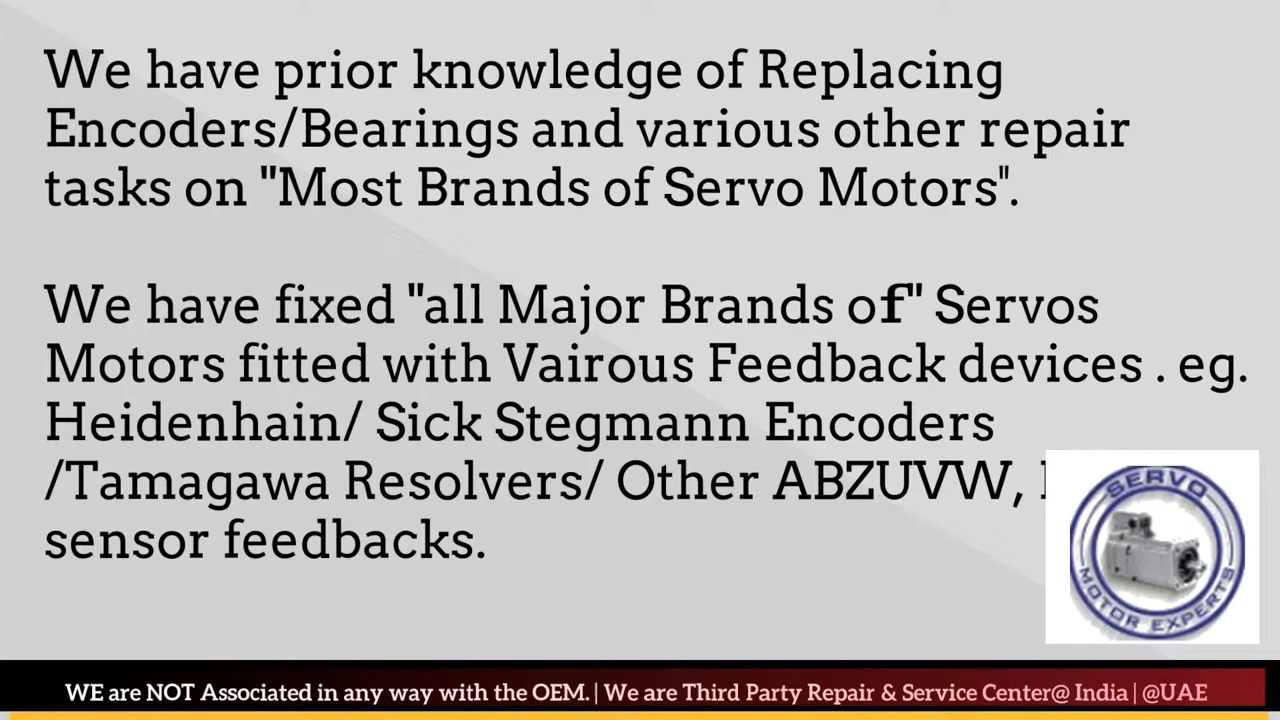 We have prior knowledge of Replacing
Encoders/Bearings and various other repair
tasks on "Most Brands of Servo Motors".
We have fixed "all Major Brands of" Servos
Motors fitted with Vairous Feedback devices . eg.
Heidenhain/ Sick Stegmann Encoders
/Tamagawa Resolvers/ Other ABZUVW,
sensor feedbacks.
SERVO
MOTOR EXPERTS
WE are NOT Associated in any way with the OEM. | We are Third Party Repair & Service Center@ India | @UAE